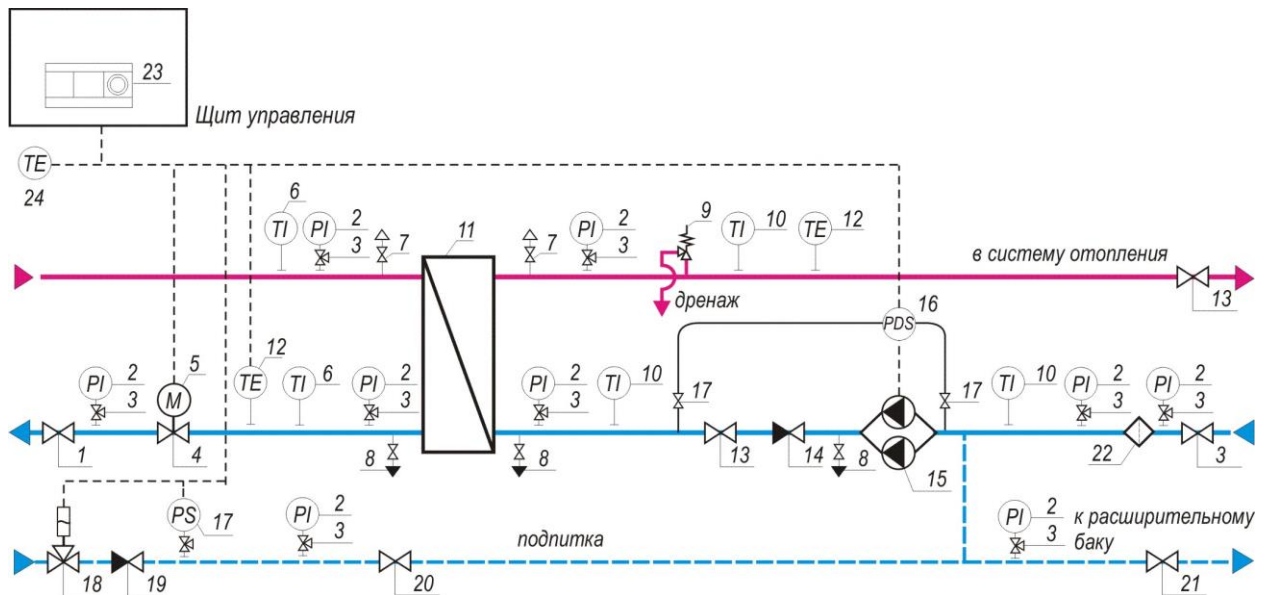 23
Щит управления
TE
24
6
2
9
10
12
TI
PI
3
7
11
7
PI
2
3
TI
TE
в систему отопления
13
дренаж
16
PDS
12
5
2
PI
3
M
TE
6
TI
2
PI
3
2
PI
3
10
TI
17
17
10
TI
2
PI
3
2
PI
3
1
4
8
8
13
14
8
15
22
3
PS
17
2
PI
3
подпитка
2
PI
3
к расширительному
баку
18
19
20
21